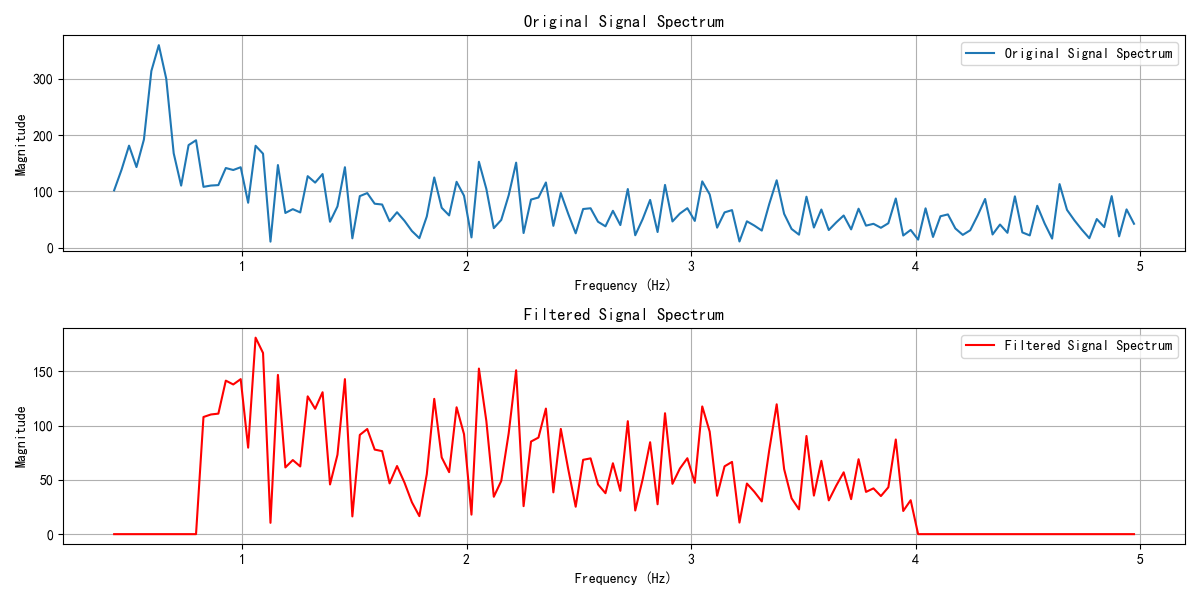 Original Signal Spectrum
Original Signal Spectrum
Magnitude
300
200
100
0
1 2 3 4 5
Frequency (Hz)
Filtered Signal Spectrum
Filtered Signal Spectrum
Magnitude
150
100
50
0
1 2 3 4 5
Frequency (Hz)